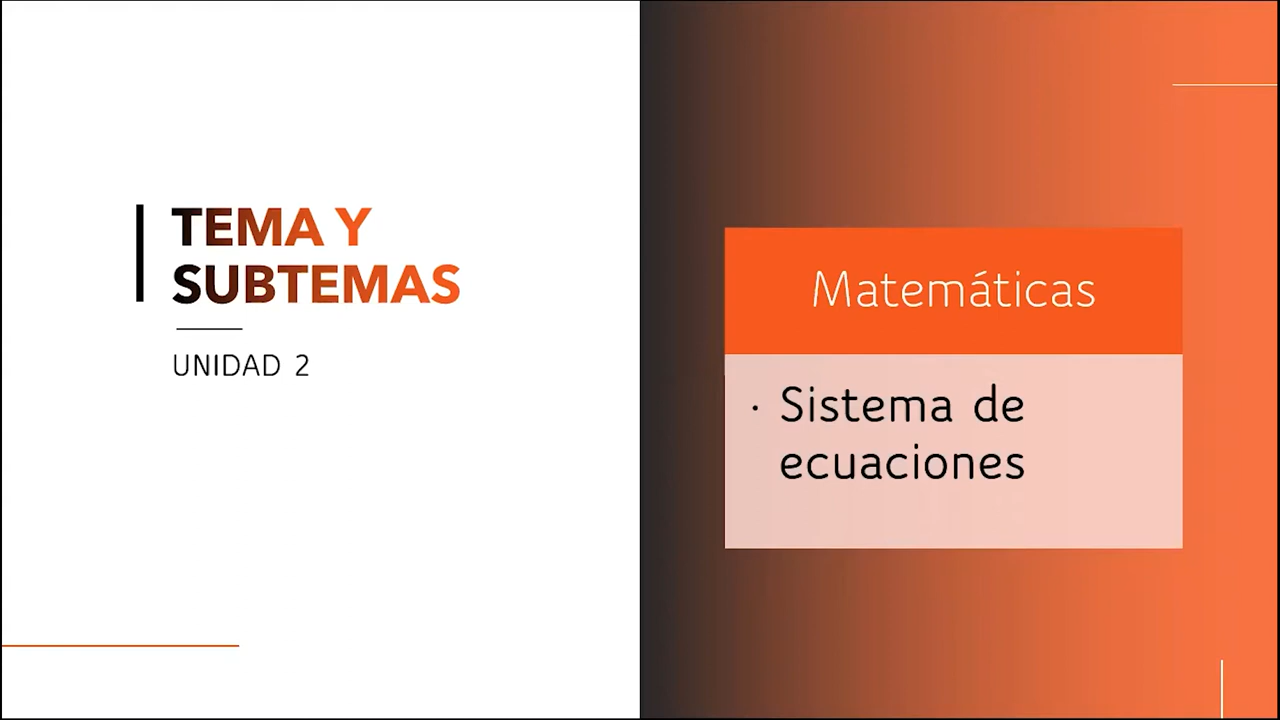 TEMA Y
SUBTEMAS
UNIDAD 2
Matemáticas
· Sistema de
ecuaciones